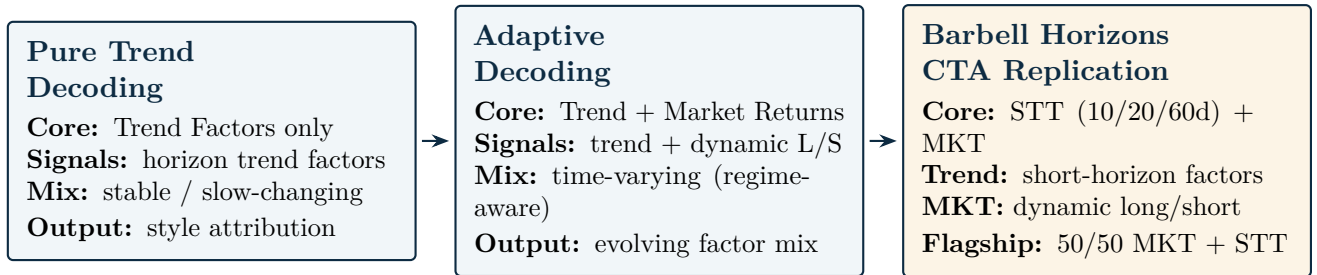 Pure Trend
Decoding
Core: Trend Factors only
Signals: horizon trend factors
Mix: stable / slow-changing
Output: style attribution
Adaptive
Decoding
Core: Trend + Market Returns
Signals: trend + dynamic L/S
Mix: time-varying (regime-
aware)
Output: evolving factor mix
Barbell Horizons
CTA Replication
Core: STT (10/20/60d) +
MKT
Trend: short-horizon factors
MKT: dynamic long/short
Flagship: 50/50 MKT + STT